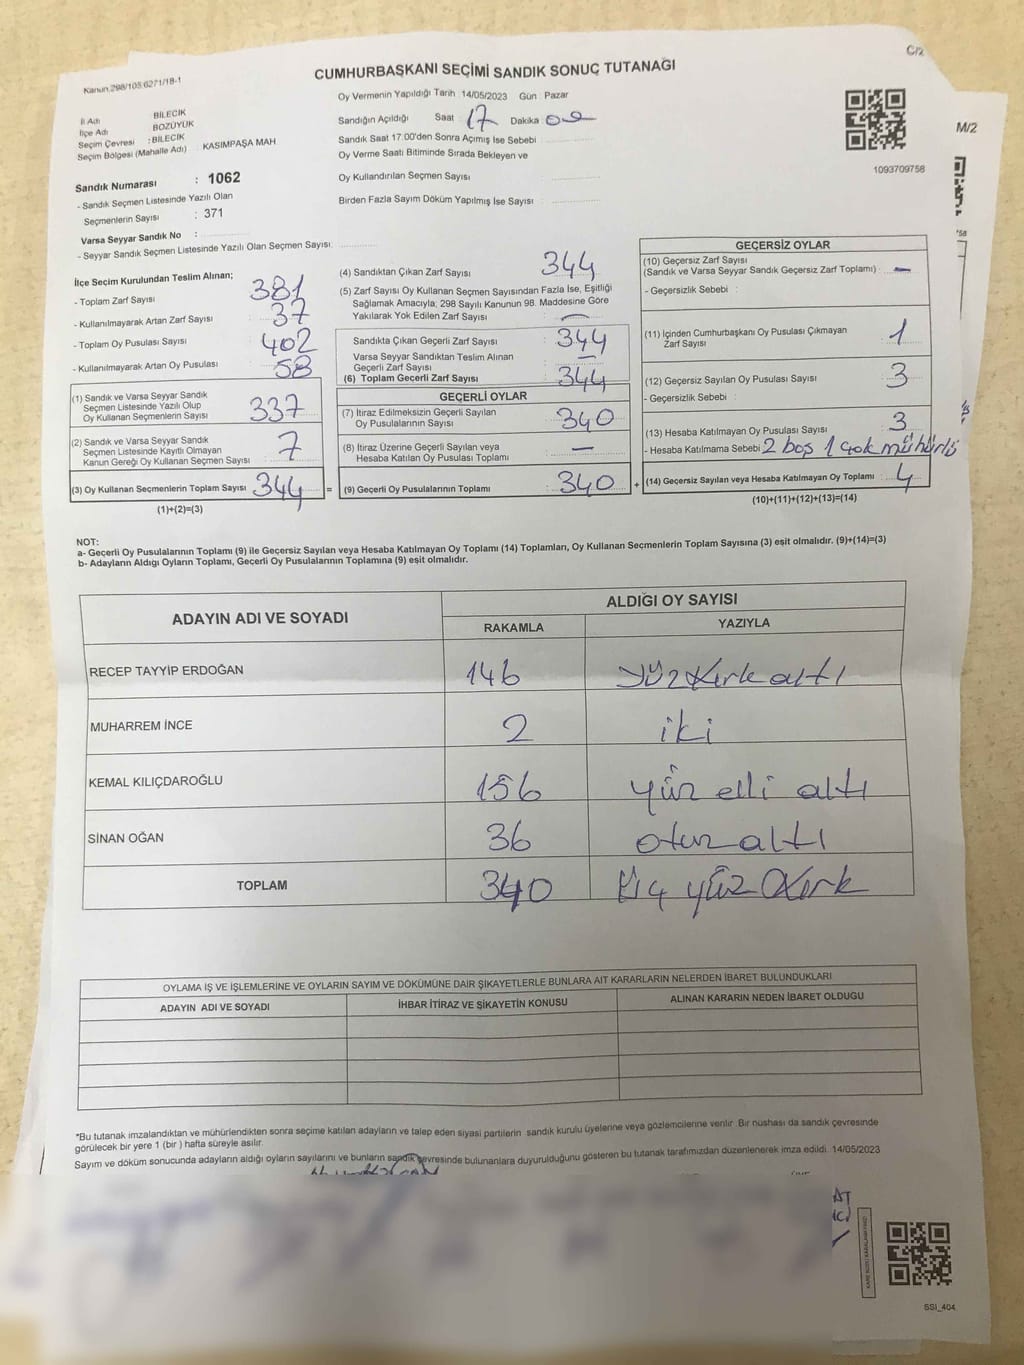 C/2
Kanun,298/105,6271/18-1
CUMHURBAŞKANI SEÇİMİ SANDIK SONUÇ TUTANAĞI
İl Adı BİLECİK
İlçe Adı BOZÜYÜK
Seçim Çevresi : BİLECİK
Seçim Bölgesi (Mahalle Adı) : KASIMPAŞA MAH
Sandık Numarası : 1062
- Sandık Seçmen Listesinde Yazılı Olan
Seçmenlerin Sayısı : 371
Varsa Seyyar Sandık No :
- Seyyar Sandık Seçmen Listesinde Yazılı Olan Seçmen Sayısı:
Oy Vermenin Yapıldığı Tarih : 14/05/2023 Gün : Pazar
Sandığın Açıldığı Saat : 17 Dakika :
Sandık Saat 17:00'den Sonra Açımış İse Sebebi :
Oy Verme Saati Bitiminde Sırada Bekleyen ve
Oy Kullandırılan Seçmen Sayısı :
Birden Fazla Sayım Döküm Yapılmış İse Sayısı :
1093709758
M/2
İlçe Seçim Kurulundan Teslim Alınan;
- Toplam Zarf Sayısı 381
- Kullanılmayarak Artan Zarf Sayısı 37
- Toplam Oy Pusulası Sayısı 402
- Kullanılmayarak Artan Oy Pusulası 58
(1) Sandık ve Varsa Seyyar Sandık
Seçmen Listesinde Yazılı Olup
Oy Kullanan Seçmenlerin Sayısı : 337
(2) Sandık ve Varsa Seyyar Sandık
Seçmen Listesinde Kayıtlı Olmayan
Kanun Gereği Oy Kullanan Seçmen Sayısı : 7
(3) Oy Kullanan Seçmenlerin Toplam Sayısı : 344 =
(1)+(2)=(3)
(4) Sandıktan Çıkan Zarf Sayısı : 344
(5) Zarf Sayısı Oy Kullanan Seçmen Sayısından Fazla İse, Eşitliği
Sağlamak Amacıyla; 298 Sayılı Kanunun 98. Maddesine Göre
Yakılarak Yok Edilen Zarf Sayısı : —
Sandıkta Çıkan Geçerli Zarf Sayısı : 344
Varsa Seyyar Sandıktan Teslim Alınan
Geçerli Zarf Sayısı : —
(6) Toplam Geçerli Zarf Sayısı : 344
GEÇERLİ OYLAR
(7) İtiraz Edilmeksizin Geçerli Sayılan
Oy Pusulalarının Sayısı : 340
(8) İtiraz Üzerine Geçerli Sayılan veya
Hesaba Katılan Oy Pusulası Toplamı : —
(9) Geçerli Oy Pusulalarının Toplamı : 340 +
GEÇERSİZ OYLAR
(10) Geçersiz Zarf Sayısı
(Sandık ve Varsa Seyyar Sandık Geçersiz Zarf Toplamı) : —
- Geçersizlik Sebebi :
(11) İçinden Cumhurbaşkanı Oy Pusulası Çıkmayan
Zarf Sayısı : 1
(12) Geçersiz Sayılan Oy Pusulası Sayısı : 3
- Geçersizlik Sebebi :
(13) Hesaba Katılmayan Oy Pusulası Sayısı : 3
- Hesaba Katılmama Sebebi : 2 boş 1 çok mühürlü
(14) Geçersiz Sayılan veya Hesaba Katılmayan Oy Toplamı : 4
(10)+(11)+(12)+(13)=(14)
NOT:
a- Geçerli Oy Pusulalarının Toplamı (9) ile Geçersiz Sayılan veya Hesaba Katılmayan Oy Toplamı (14) Toplamları, Oy Kullanan Seçmenlerin Toplam Sayısına (3) eşit olmalıdır. (9)+(14)=(3)
b- Adayların Aldığı Oyların Toplamı, Geçerli Oy Pusulalarının Toplamına (9) eşit olmalıdır.
ADAYIN ADI VE SOYADI ALDIĞI OY SAYISI
RAKAMLA YAZIYLA
RECEP TAYYİP ERDOĞAN 146 yüz kırk altı
MUHARREM İNCE 2 iki
KEMAL KILIÇDAROĞLU 156 yüz elli altı
SİNAN OĞAN 36 otuz altı
TOPLAM 340 üç yüz kırk
OYLAMA İŞ VE İŞLEMLERİNE VE OYLARIN SAYIM VE DÖKÜMÜNE DAİR ŞİKAYETLERLE BUNLARA AİT KARARLARIN NELERDEN İBARET BULUNDUKLARI
ADAYIN ADI VE SOYADI İHBAR İTİRAZ VE ŞİKAYETİN KONUSU ALINAN KARARIN NEDEN İBARET OLDUĞU
*Bu tutanak imzalandıktan ve mühürlendikten sonra seçime katılan adayların ve talep eden siyasi partilerin sandık kurulu üyelerine veya gözlemcilerine verilir. Bir nüshası da sandık çevresinde
görülecek bir yere 1 (bir ) hafta süreyle asılır.
Sayım ve döküm sonucunda adayların aldığı oyların sayılarını ve bunların sandık çevresinde bulunanlara duyurulduğunu gösteren bu tutanak tarafımızdan düzenlenerek imza edildi. 14/05/2023
SSI_404